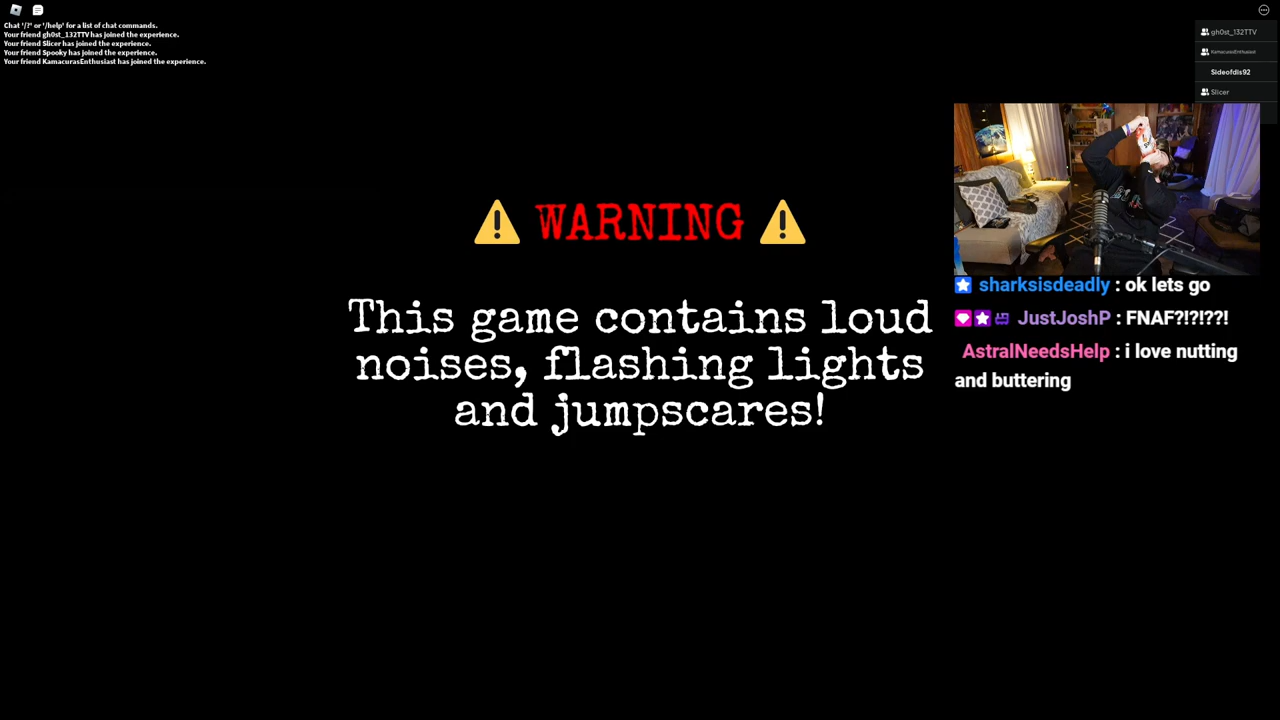 Chat '/?' or '/help' for a list of chat commands.
Your friend gh0st_132TTV has joined the experience.
Your friend Slicer has joined the experience.
Your friend Spooky has joined the experience.
Your friend KamacurasEnthusiast has joined the experience.
gh0st_132TTV
KamacurasEnthusiast
Sideofdis92
Slicer
⚠ WARNING ⚠
This game contains loud
noises, flashing lights
and jumpscares!
sharksisdeadly : ok lets go
JustJoshP : FNAF?!?!??!
AstralNeedsHelp : i love nutting
and buttering